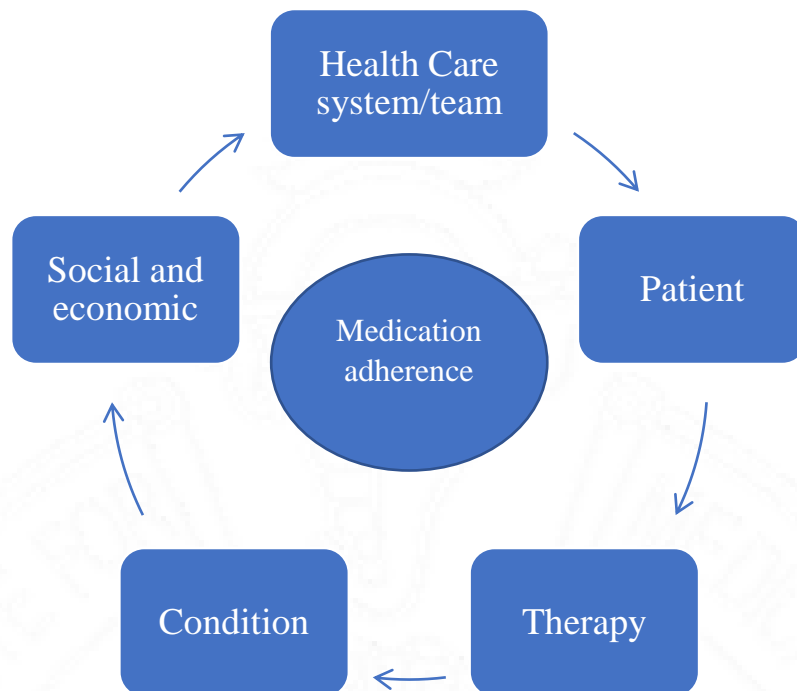 Health Care
system/team
Social and
economic
Patient
Medication
adherence
Condition
Therapy